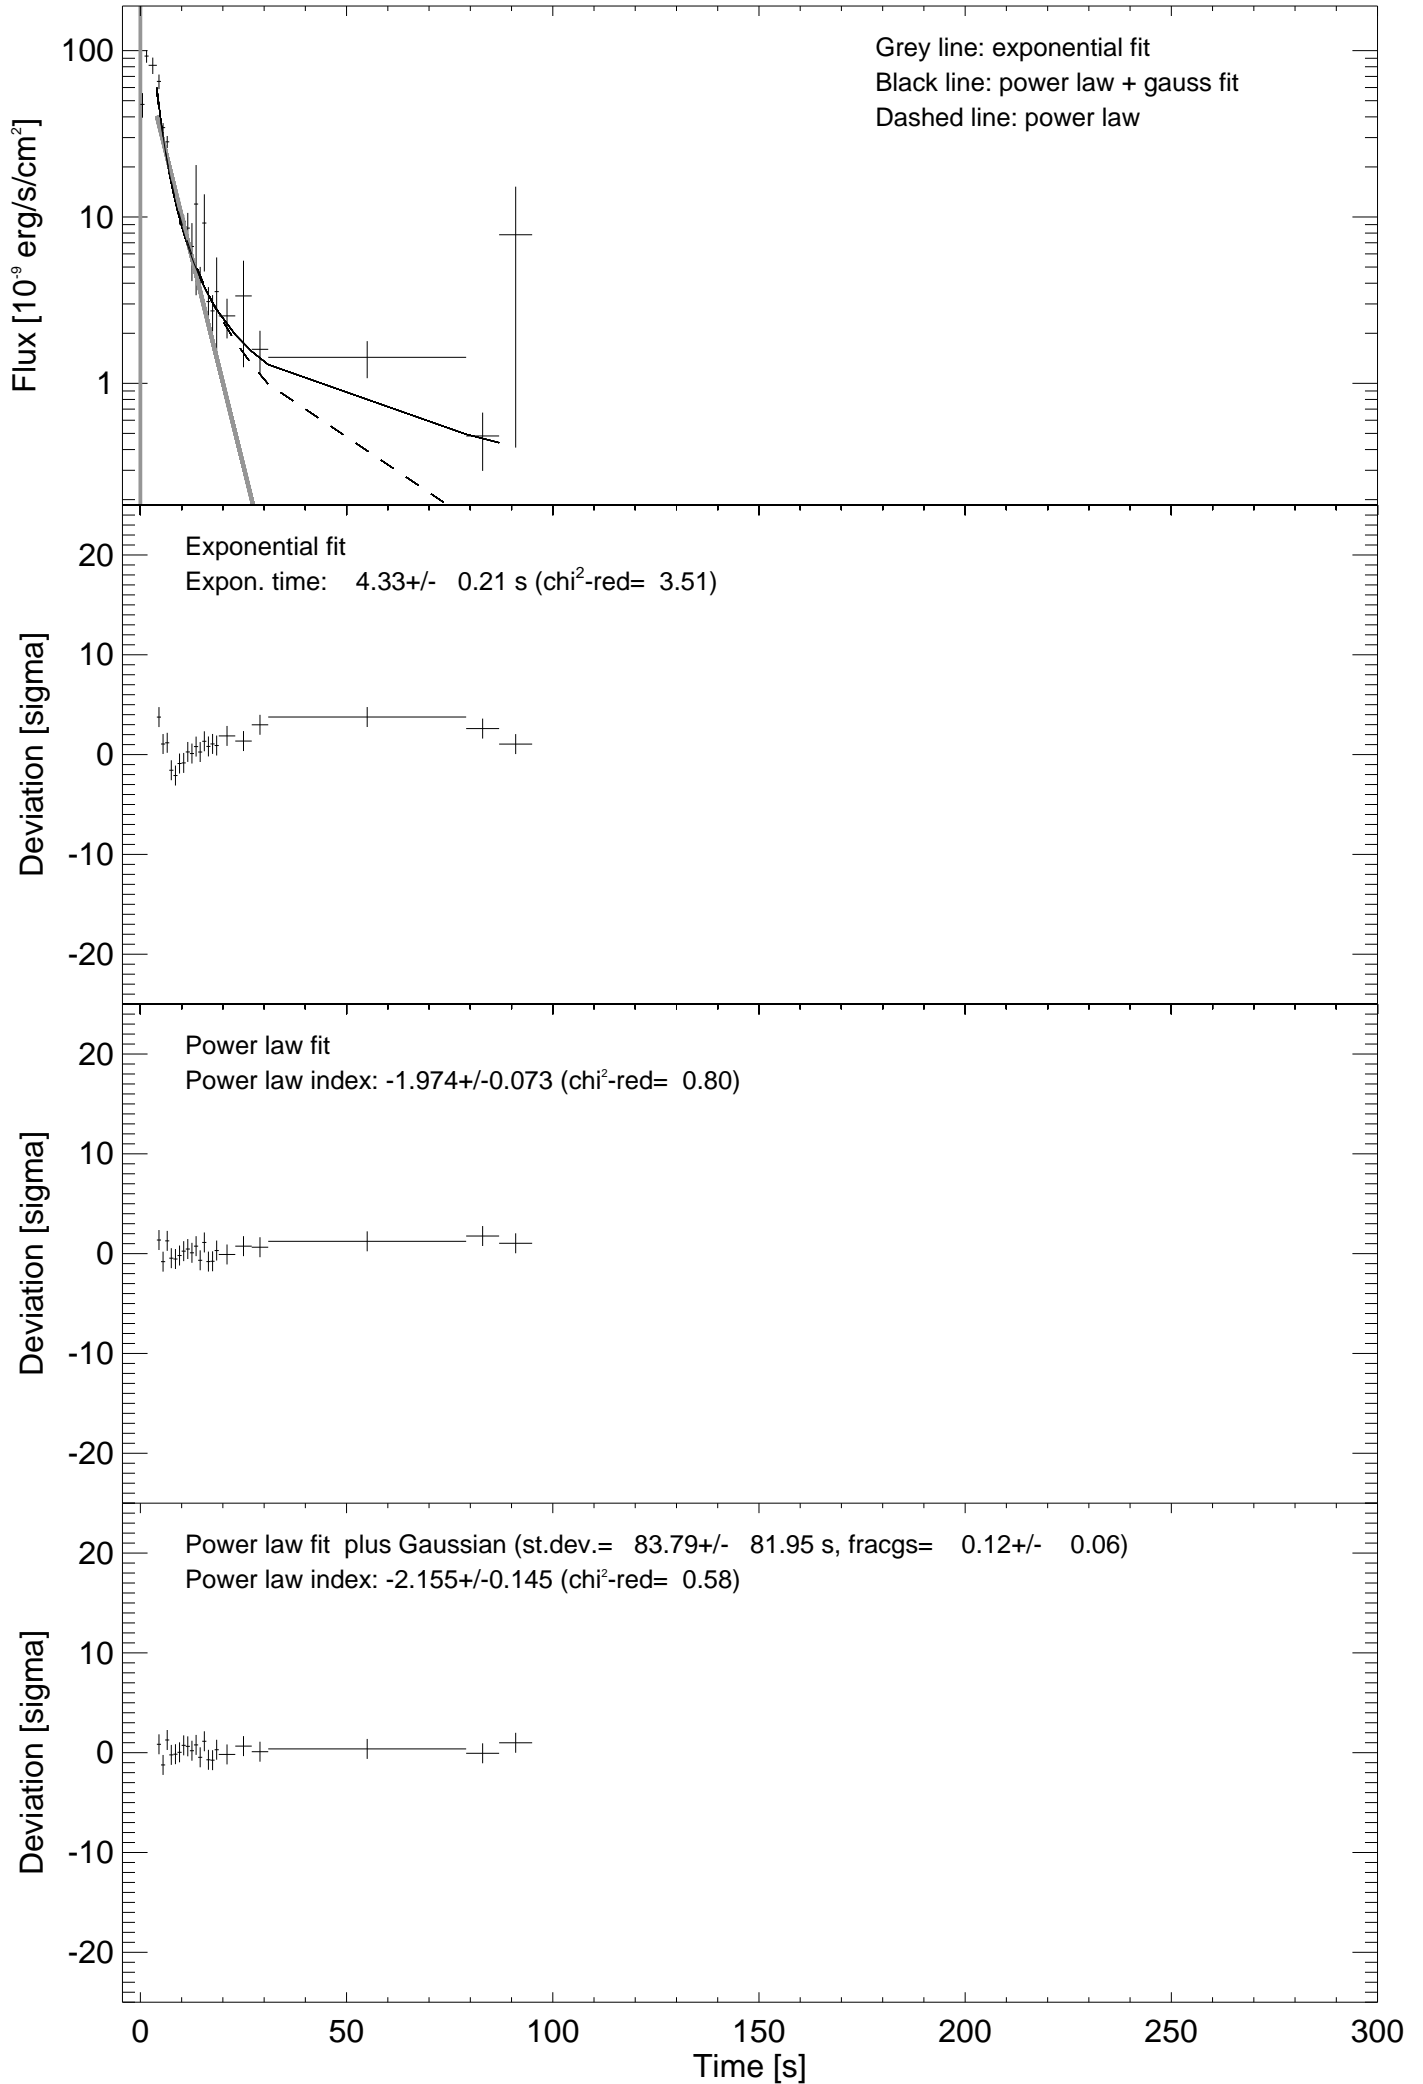 Grey line: exponential fit
Black line: power law + gauss fit
Dashed line: power law
100
10
1
Flux [10⁻⁹ erg/s/cm²]
Exponential fit
Expon. time: 4.33+/- 0.21 s (chi²-red= 3.51)
20
10
0
-10
-20
Deviation [sigma]
Power law fit
Power law index: -1.974+/-0.073 (chi²-red= 0.80)
20
10
0
-10
-20
Deviation [sigma]
Power law fit plus Gaussian (st.dev.= 83.79+/- 81.95 s, fracgs= 0.12+/- 0.06)
Power law index: -2.155+/-0.145 (chi²-red= 0.58)
20
10
0
-10
-20
Deviation [sigma]
0 50 100 150 200 250 300
Time [s]